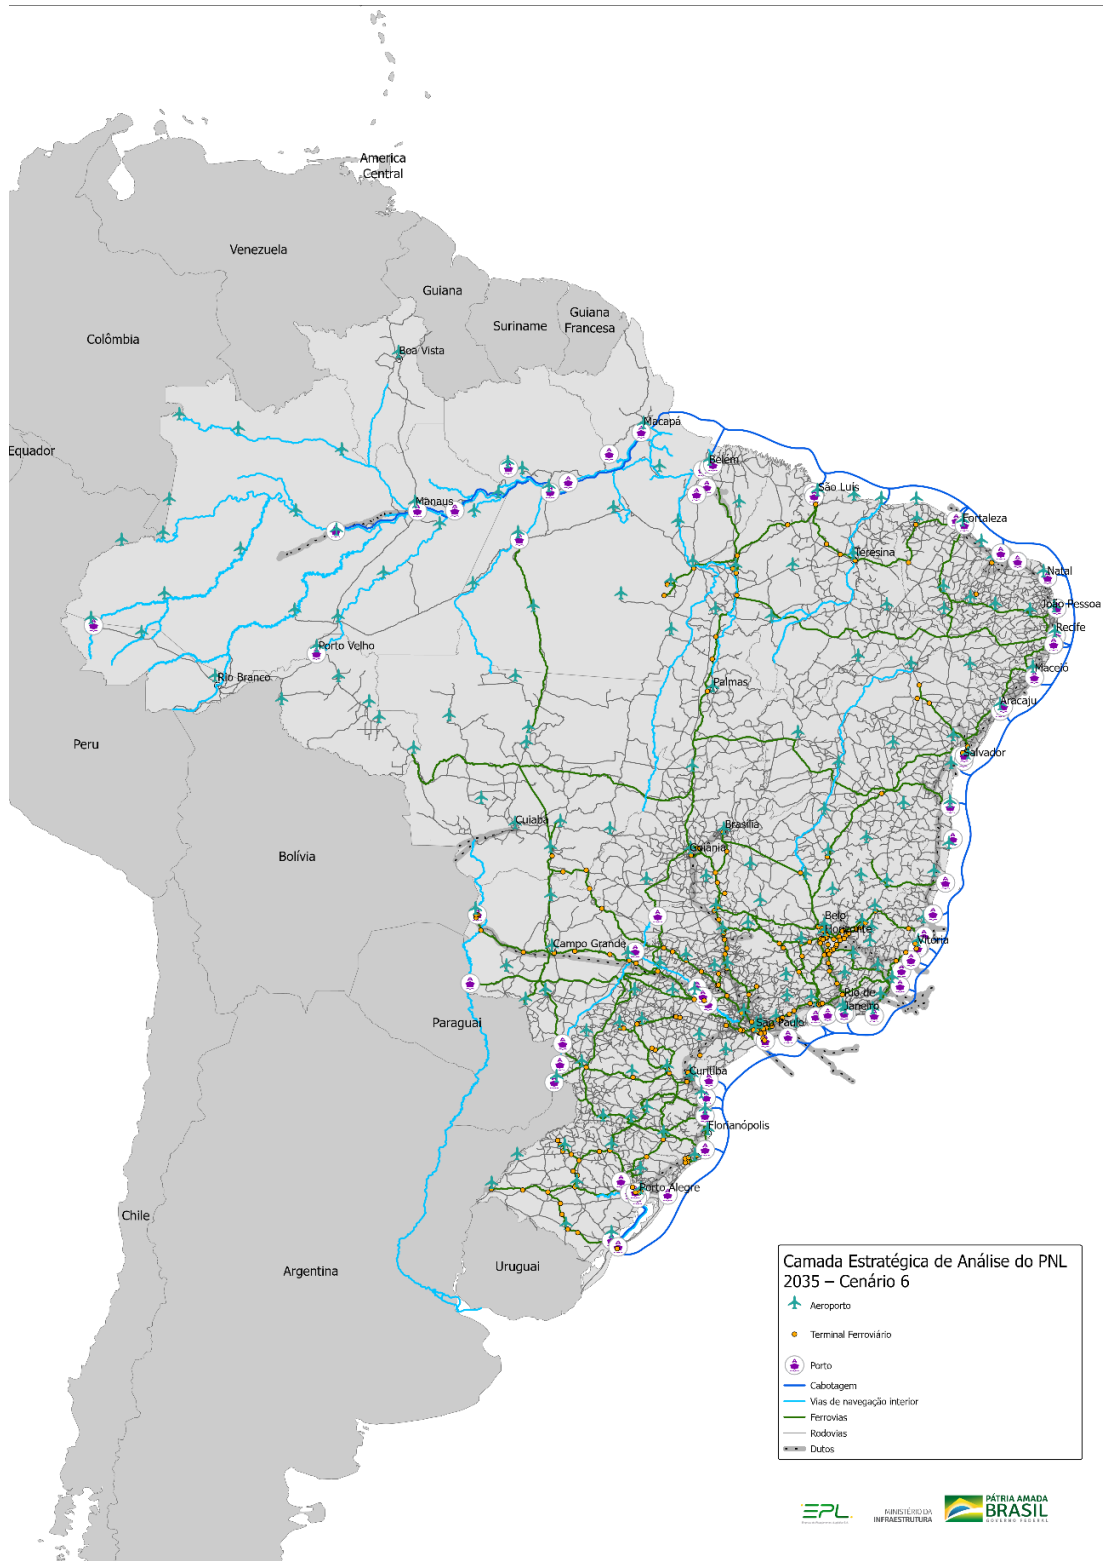 America
Central
Venezuela
Guiana
Suriname
Guiana
Francesa
Colômbia
Boa Vista
Equador
Macapá
Belém
Manaus
São Luis
Fortaleza
Teresina
Natal
João Pessoa
Recife
Porto Velho
Rio Branco
Maceió
Palmas
Aracaju
Peru
Salvador
Cuiabá
Brasília
Goiânia
Bolívia
Belo
Horizonte
Vitória
Campo Grande
Rio de
Janeiro
São Paulo
Paraguai
Curitiba
Florianópolis
Porto Alegre
Chile
Argentina
Uruguai
Camada Estratégica de Análise do PNL
2035 – Cenário 6
Aeroporto
Terminal Ferroviário
Porto
Cabotagem
Vias de navegação interior
Ferrovias
Rodovias
Dutos
EPL
MINISTÉRIO DA
INFRAESTRUTURA
PÁTRIA AMADA
BRASIL
GOVERNO FEDERAL